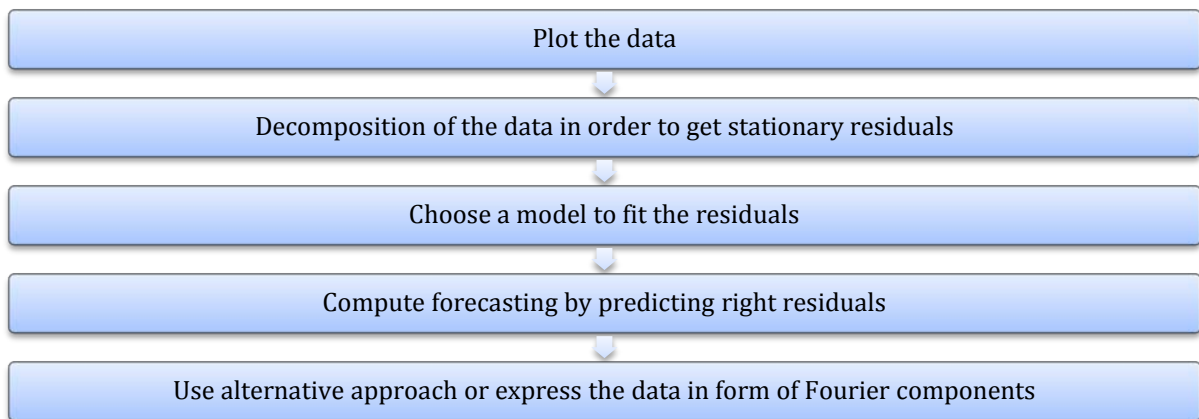 Plot the data
Decomposition of the data in order to get stationary residuals
Choose a model to fit the residuals
Compute forecasting by predicting right residuals
Use alternative approach or express the data in form of Fourier components